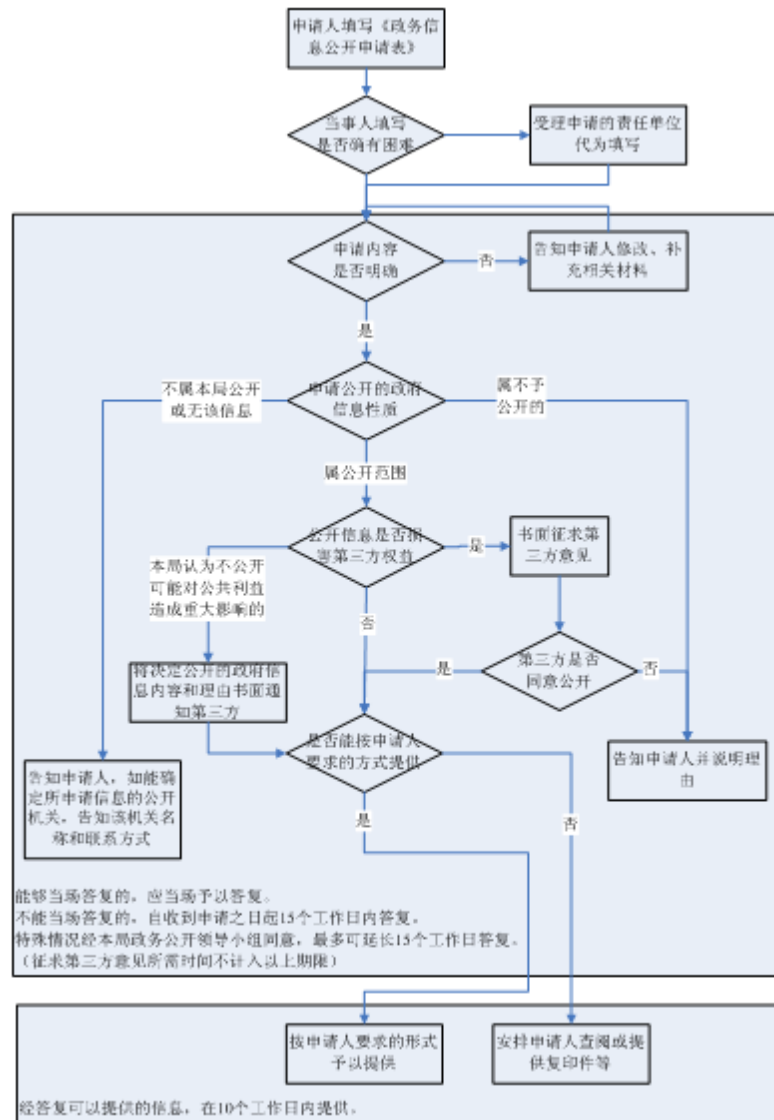 申请人填写《政务信
息公开申请表》
当事人填写
是否确有困难
受理申请的责任单位
代为填写
申请内容
是否明确
否
告知申请人修改、补
充相关材料
是
不属本局公开
或无该信息
申请公开的政府
信息性质
属不予
公开的
属公开范围
公开信息是否损
害第三方权益
是
书面征求第
三方意见
本局认为不公开
可能对公共利益
造成重大影响的
否
将决定公开的政府信
息内容和理由书面通
知第三方
是
第三方是否
同意公开
否
是否能按申请人
要求的方式提供
告知申请人并说明理
由
告知申请人，如能确
定所申请信息的公开
机关，告知该机关名
称和联系方式
是
否
能够当场答复的，应当场予以答复。
不能当场答复的，自收到申请之日起15个工作日内答复。
特殊情况经本局政务公开领导小组同意，最多可延长15个工作日答复。
（征求第三方意见所需时间不计入以上期限）
按申请人要求的形式
予以提供
安排申请人查阅或提
供复印件等
经答复可以提供的信息，在10个工作日内提供。